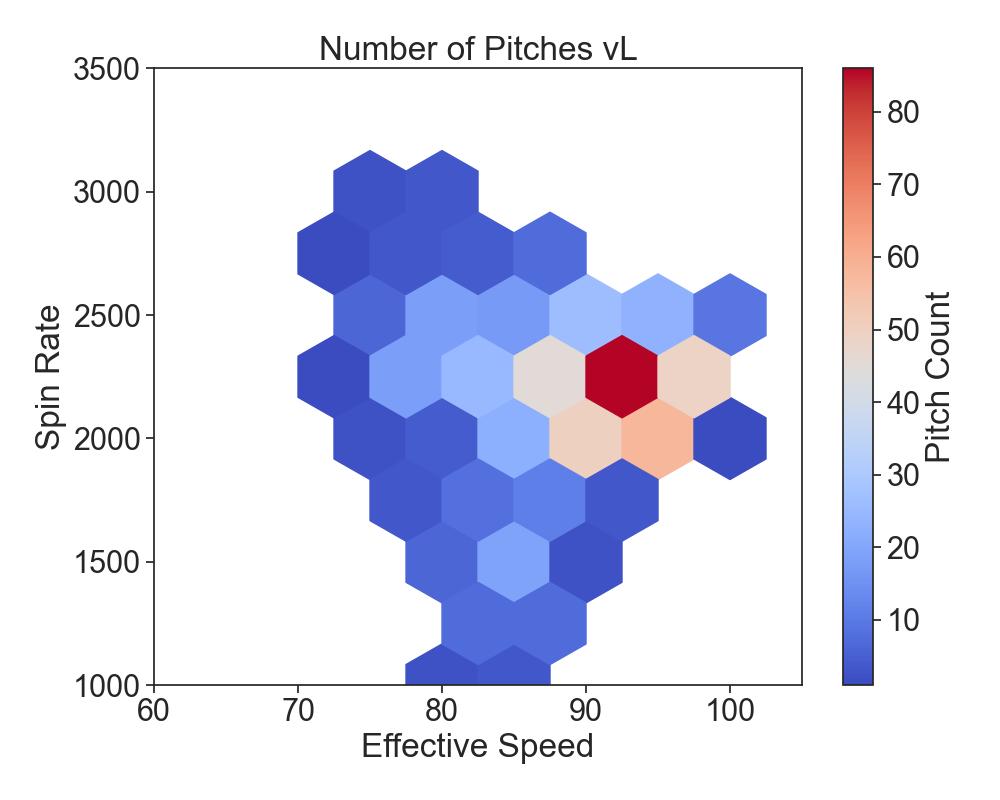 Number of Pitches vL
3500
3000
2500
2000
1500
1000
Spin Rate
60 70 80 90 100
Effective Speed
80
70
60
50
40
30
20
10
Pitch Count